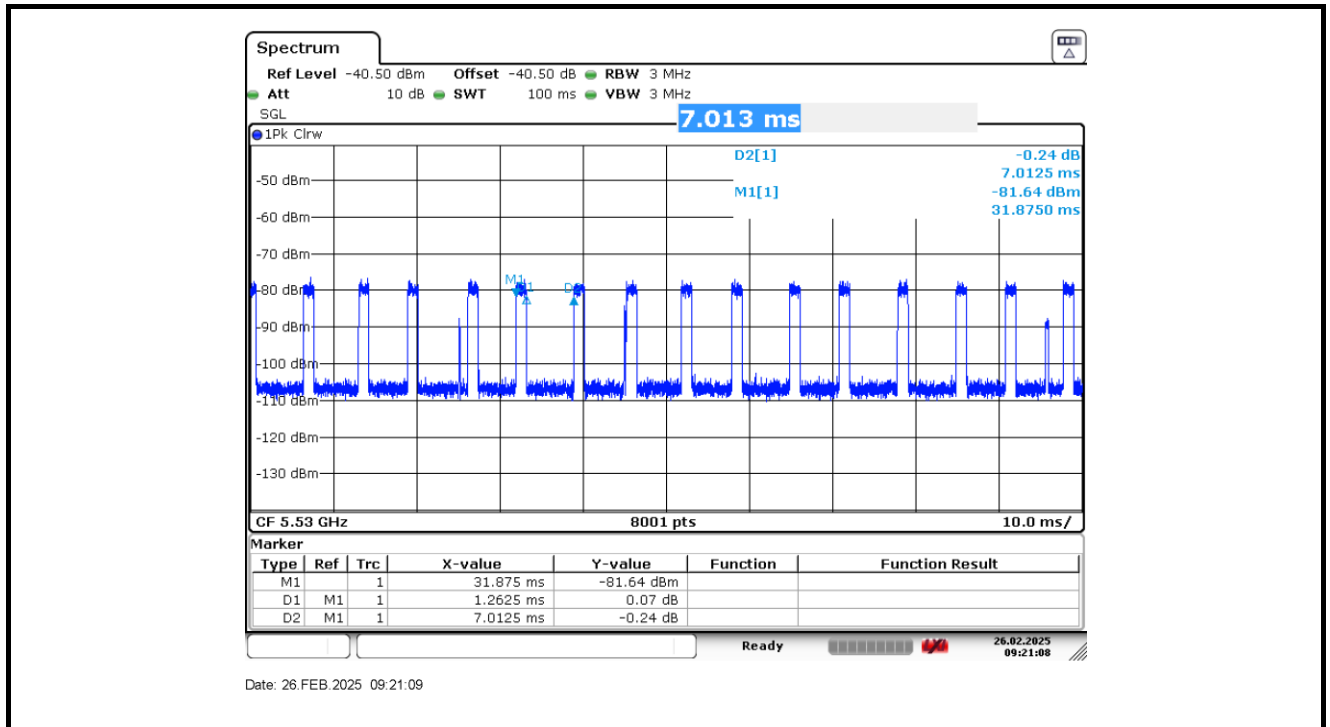 Spectrum
Ref Level -40.50 dBm Offset -40.50 dB RBW 3 MHz
Att 10 dB SWT 100 ms VBW 3 MHz
SGL
7.013 ms
1Pk Clrw
D2[1] -0.24 dB
7.0125 ms
M1[1] -81.64 dBm
31.8750 ms
-50 dBm
-60 dBm
-70 dBm
M1
-80 dBm
-90 dBm
-100 dBm
-110 dBm
-120 dBm
-130 dBm
CF 5.53 GHz 8001 pts 10.0 ms/
Marker
Type Ref Trc X-value Y-value Function Function Result
M1 1 31.875 ms -81.64 dBm
D1 M1 1 1.2625 ms 0.07 dB
D2 M1 1 7.0125 ms -0.24 dB
Ready 26.02.2025
09:21:08
Date: 26.FEB.2025 09:21:09